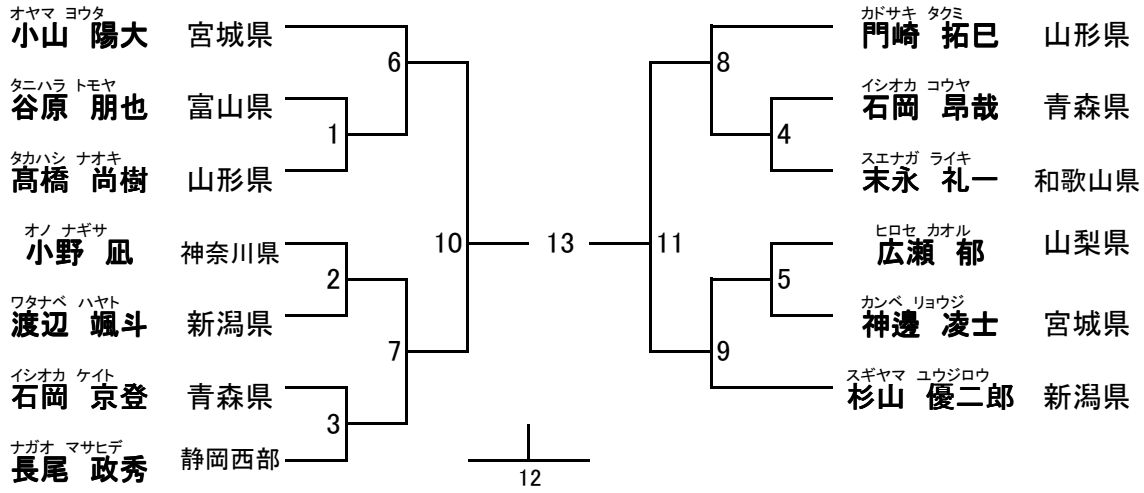 オヤマ ヨウタ
小山 陽大 宮城県
タニハラ トモヤ
谷原 朋也 富山県
タカハシ ナオキ
髙橋 尚樹 山形県
オノ ナギサ
小野 凪 神奈川県
ワタナベ ハヤト
渡辺 颯斗 新潟県
イシオカ ケイト
石岡 京登 青森県
ナガオ マサヒデ
長尾 政秀 静岡西部
6
1
2
7
3
10
13
11
12
8
4
5
9
カドサキ タクミ
門崎 拓巳 山形県
イシオカ コウヤ
石岡 昂哉 青森県
スエナガ ライキ
末永 礼一 和歌山県
ヒロセ カオル
広瀬 郁 山梨県
カンベ リョウジ
神邊 凌士 宮城県
スギヤマ ユウジロウ
杉山 優二郎 新潟県